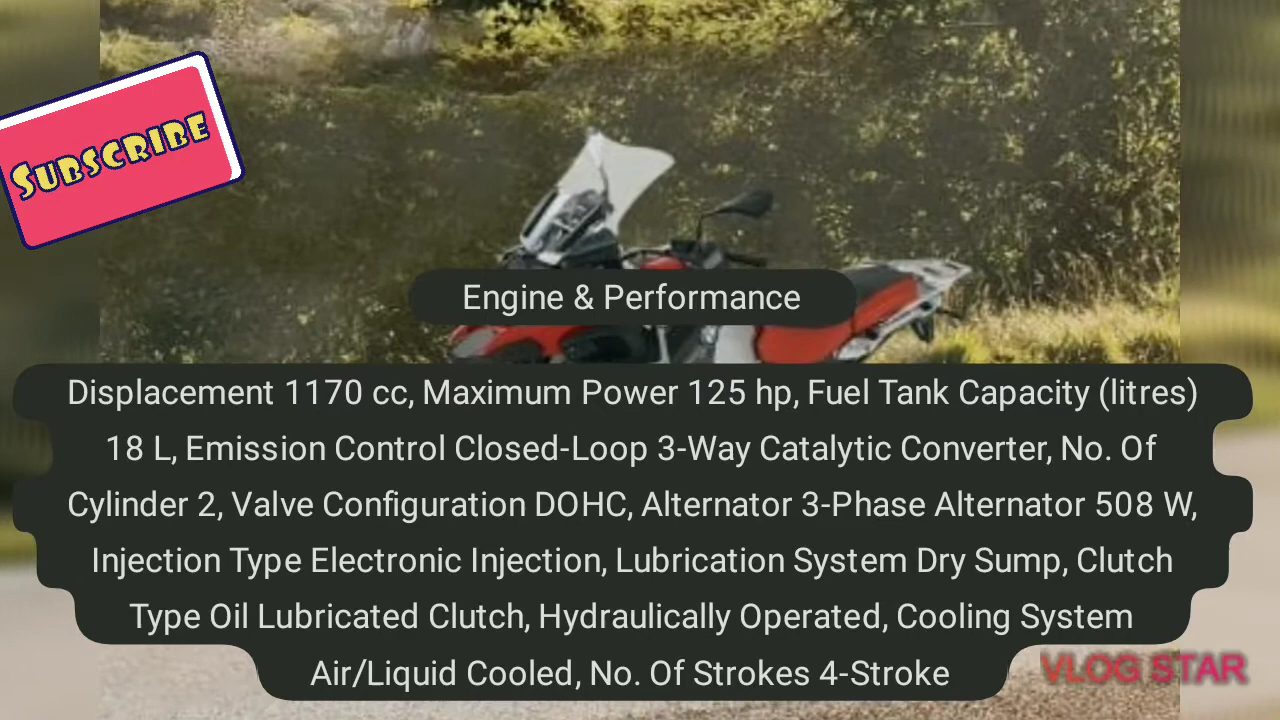 SUBSCRIBE
Engine & Performance
Displacement 1170 cc, Maximum Power 125 hp, Fuel Tank Capacity (litres)
18 L, Emission Control Closed-Loop 3-Way Catalytic Converter, No. Of
Cylinder 2, Valve Configuration DOHC, Alternator 3-Phase Alternator 508 W,
Injection Type Electronic Injection, Lubrication System Dry Sump, Clutch
Type Oil Lubricated Clutch, Hydraulically Operated, Cooling System
Air/Liquid Cooled, No. Of Strokes 4-Stroke
VLOG STAR